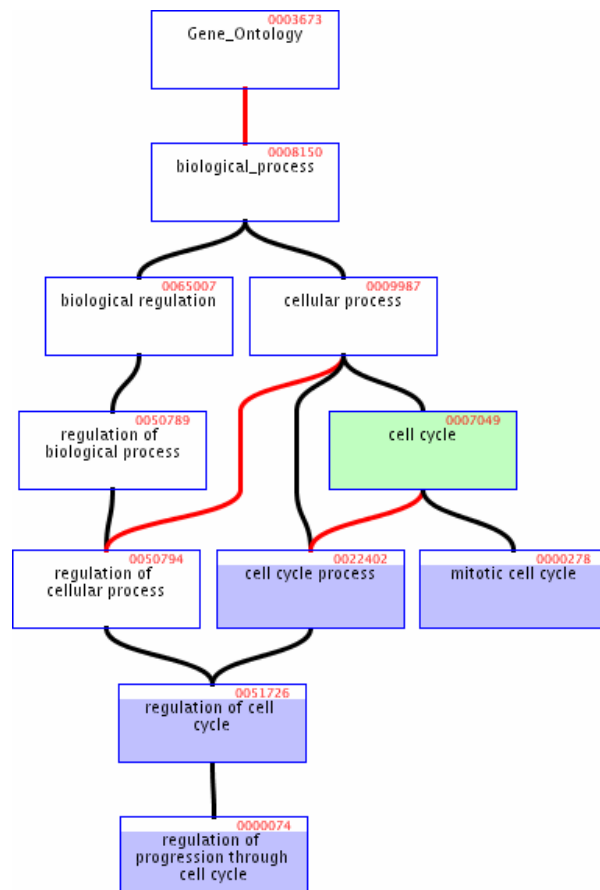 0003673
Gene_Ontology
0008150
biological_process
0065007
biological regulation
0009987
cellular process
0050789
regulation of
biological process
0007049
cell cycle
0050794
regulation of
cellular process
0022402
cell cycle process
0000278
mitotic cell cycle
0051726
regulation of cell
cycle
0000074
regulation of
progression through
cell cycle